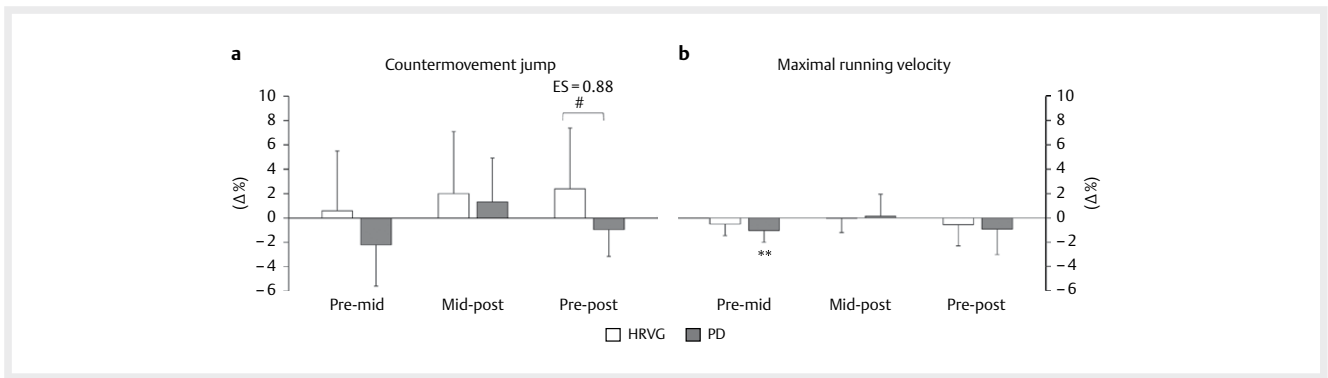 a
Countermovement jump
ES = 0.88
#
10
8
6
4
2
0
– 2
– 4
– 6
(Δ %)
Pre-mid
Mid-post
Pre-post
b
Maximal running velocity
10
8
6
4
2
0
– 2
– 4
– 6
(Δ %)
**
Pre-mid
Mid-post
Pre-post
HRVG
PD